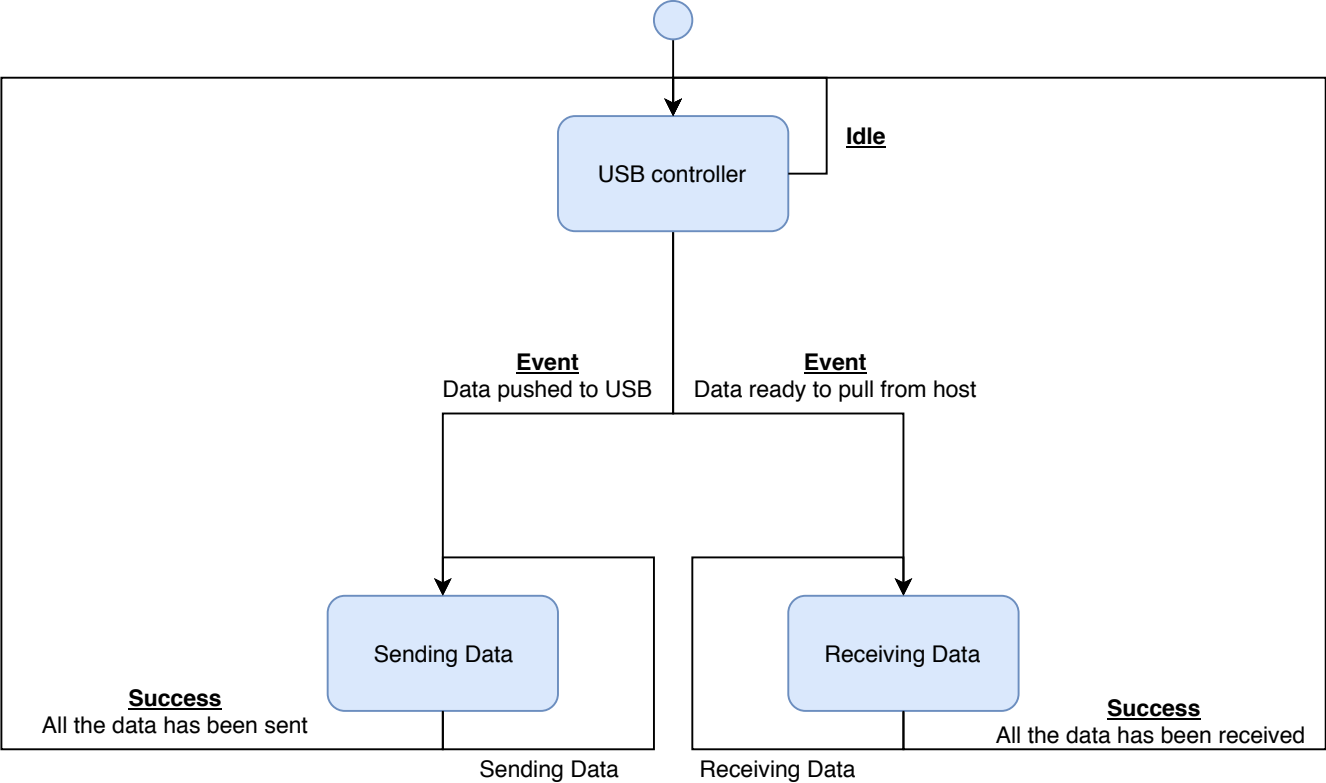 Idle
USB controller
Event
Data pushed to USB
Event
Data ready to pull from host
Sending Data
Receiving Data
Success
All the data has been sent
Success
All the data has been received
Sending Data
Receiving Data